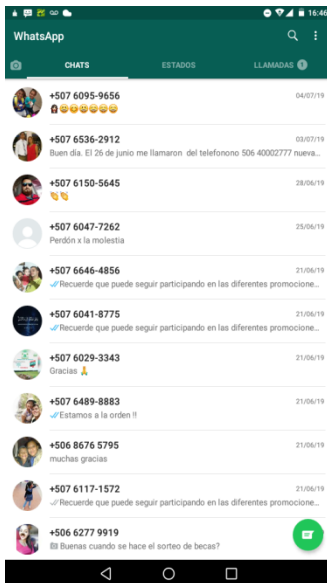 16:46
WhatsApp
CHATS ESTADOS LLAMADAS 1
+507 6095-9656 04/07/19
+507 6536-2912 03/07/19
Buen dia. El 26 de junio me llamaron del telefonono 506 40002777 nueva...
+507 6150-5645 28/06/19
+507 6047-7262 25/06/19
Perdón x la molestia
+507 6646-4856 21/06/19
Recuerde que puede seguir participando en las diferentes promocione...
+507 6041-8775 21/06/19
Recuerde que puede seguir participando en las diferentes promocione...
+507 6029-3343 21/06/19
Gracias 🙏
+507 6489-8883 21/06/19
Estamos a la orden !!
+506 8676 5795 21/06/19
muchas gracias
+507 6117-1572 21/06/19
Recuerde que puede seguir participando en las diferentes promocione...
+506 6277 9919
Buenas cuando se hace el sorteo de becas?